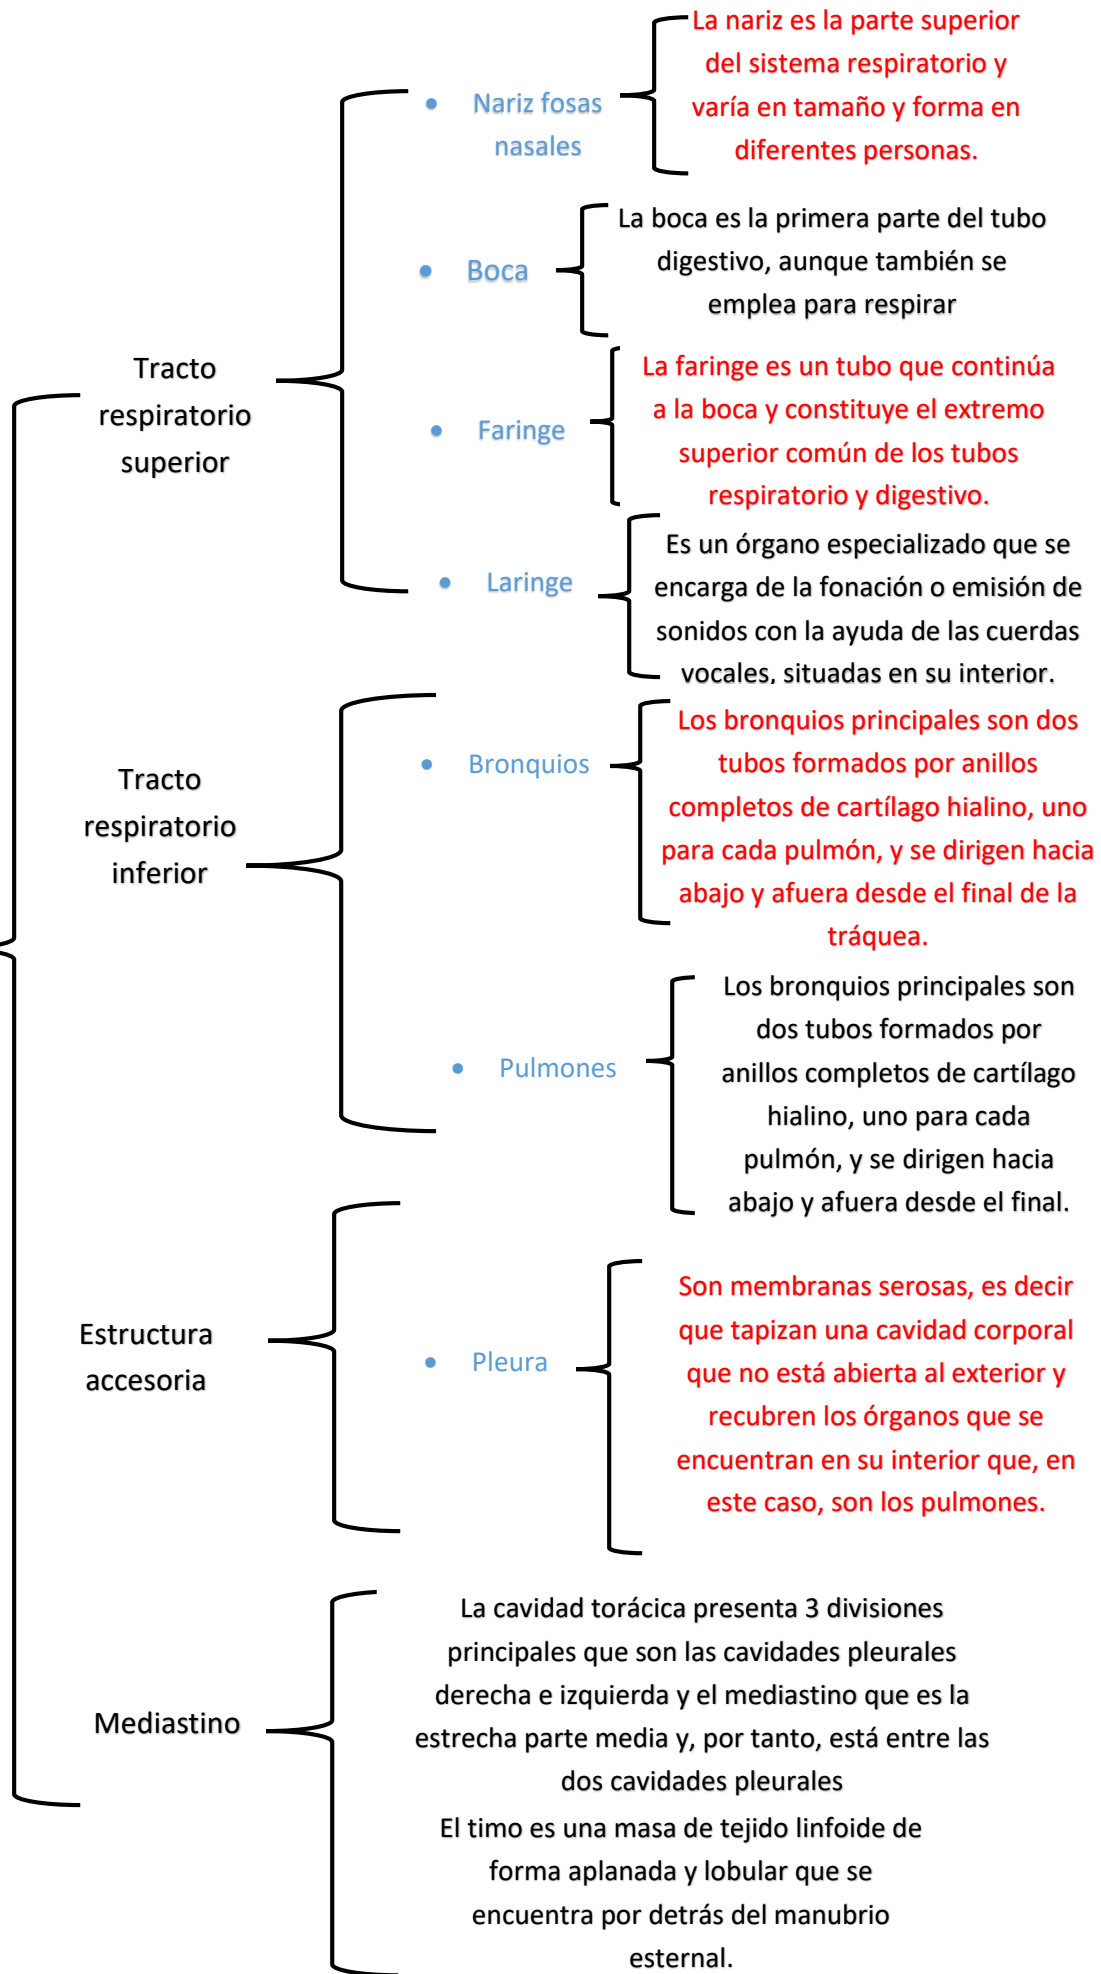 Tracto
respiratorio
superior
• Nariz fosas
nasales
La nariz es la parte superior
del sistema respiratorio y
varía en tamaño y forma en
diferentes personas.
• Boca
La boca es la primera parte del tubo
digestivo, aunque también se
emplea para respirar
• Faringe
La faringe es un tubo que continúa
a la boca y constituye el extremo
superior común de los tubos
respiratorio y digestivo.
• Laringe
Es un órgano especializado que se
encarga de la fonación o emisión de
sonidos con la ayuda de las cuerdas
vocales, situadas en su interior.
Tracto
respiratorio
inferior
• Bronquios
Los bronquios principales son dos
tubos formados por anillos
completos de cartílago hialino, uno
para cada pulmón, y se dirigen hacia
abajo y afuera desde el final de la
tráquea.
• Pulmones
Los bronquios principales son
dos tubos formados por
anillos completos de cartílago
hialino, uno para cada
pulmón, y se dirigen hacia
abajo y afuera desde el final.
Estructura
accesoria
• Pleura
Son membranas serosas, es decir
que tapizan una cavidad corporal
que no está abierta al exterior y
recubren los órganos que se
encuentran en su interior que, en
este caso, son los pulmones.
Mediastino
La cavidad torácica presenta 3 divisiones
principales que son las cavidades pleurales
derecha e izquierda y el mediastino que es la
estrecha parte media y, por tanto, está entre las
dos cavidades pleurales
El timo es una masa de tejido linfoide de
forma aplanada y lobular que se
encuentra por detrás del manubrio
esternal.